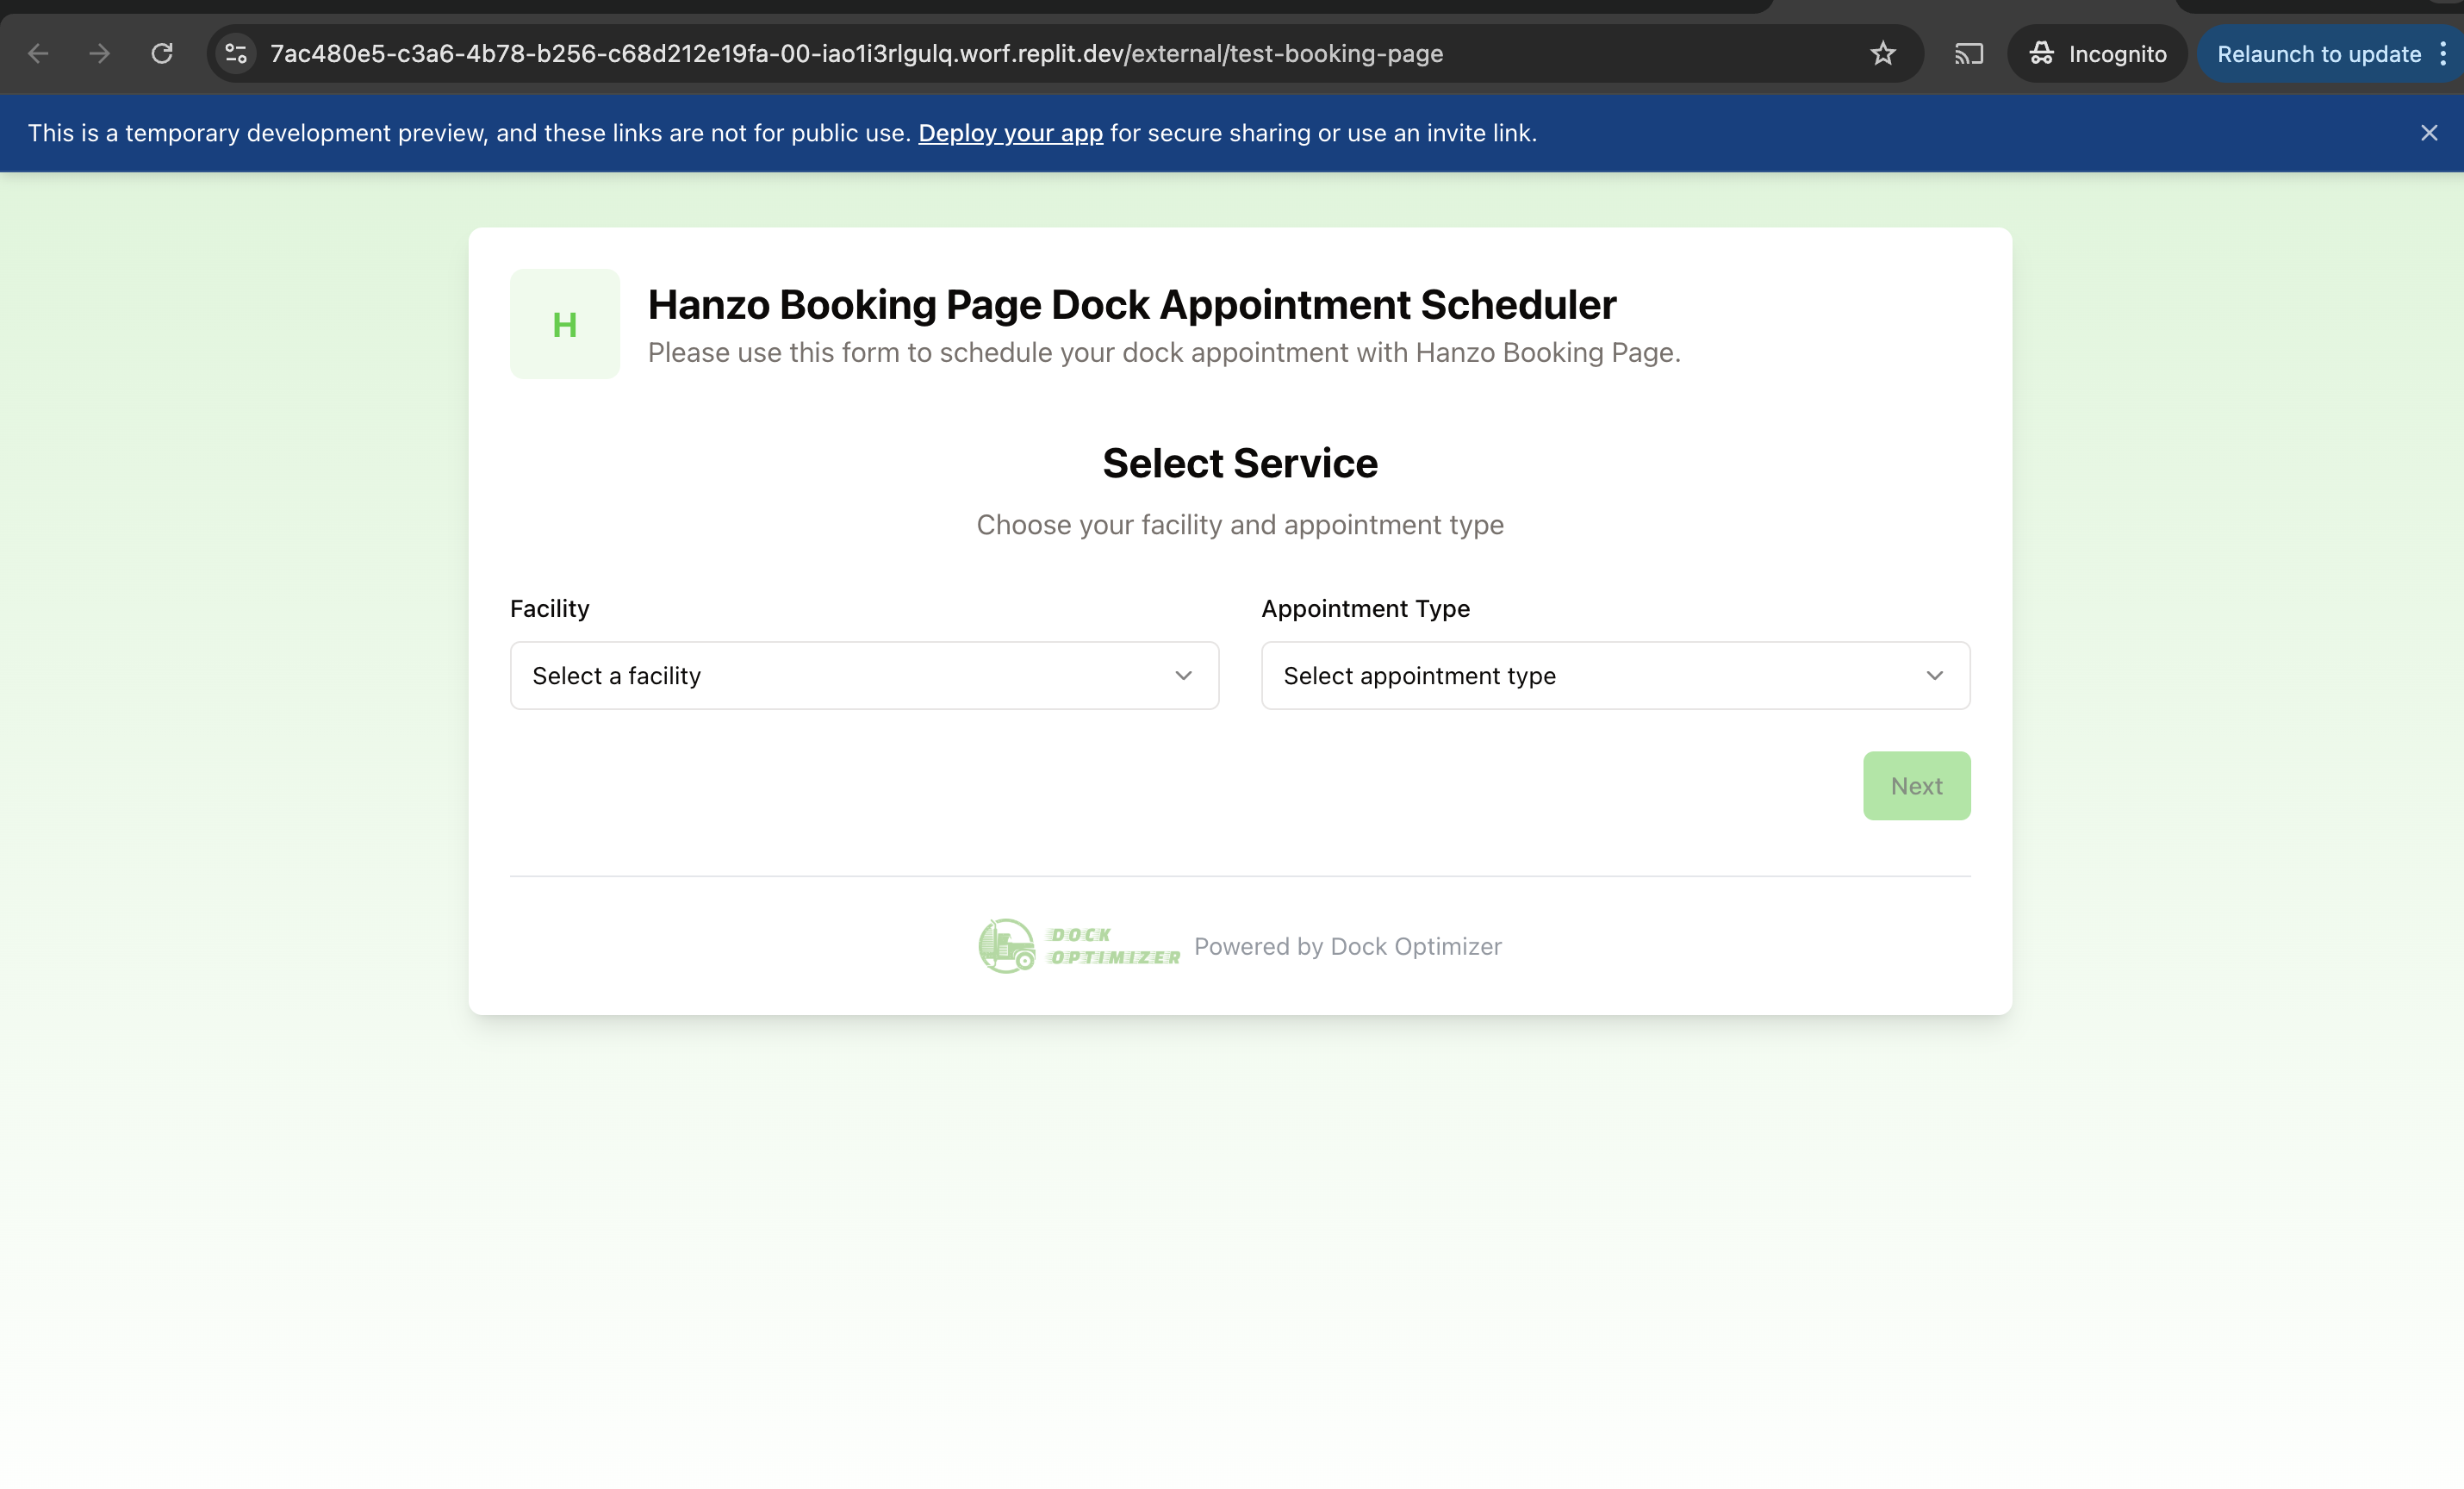 7ac480e5-c3a6-4b78-b256-c68d212e19fa-00-iao1i3rlgulq.worf.replit.dev/external/test-booking-page
Incognito
Relaunch to update
This is a temporary development preview, and these links are not for public use. Deploy your app for secure sharing or use an invite link.
H
Hanzo Booking Page Dock Appointment Scheduler
Please use this form to schedule your dock appointment with Hanzo Booking Page.
Select Service
Choose your facility and appointment type
Facility
Appointment Type
Select a facility
Select appointment type
Next
DOCK
OPTIMIZER
Powered by Dock Optimizer